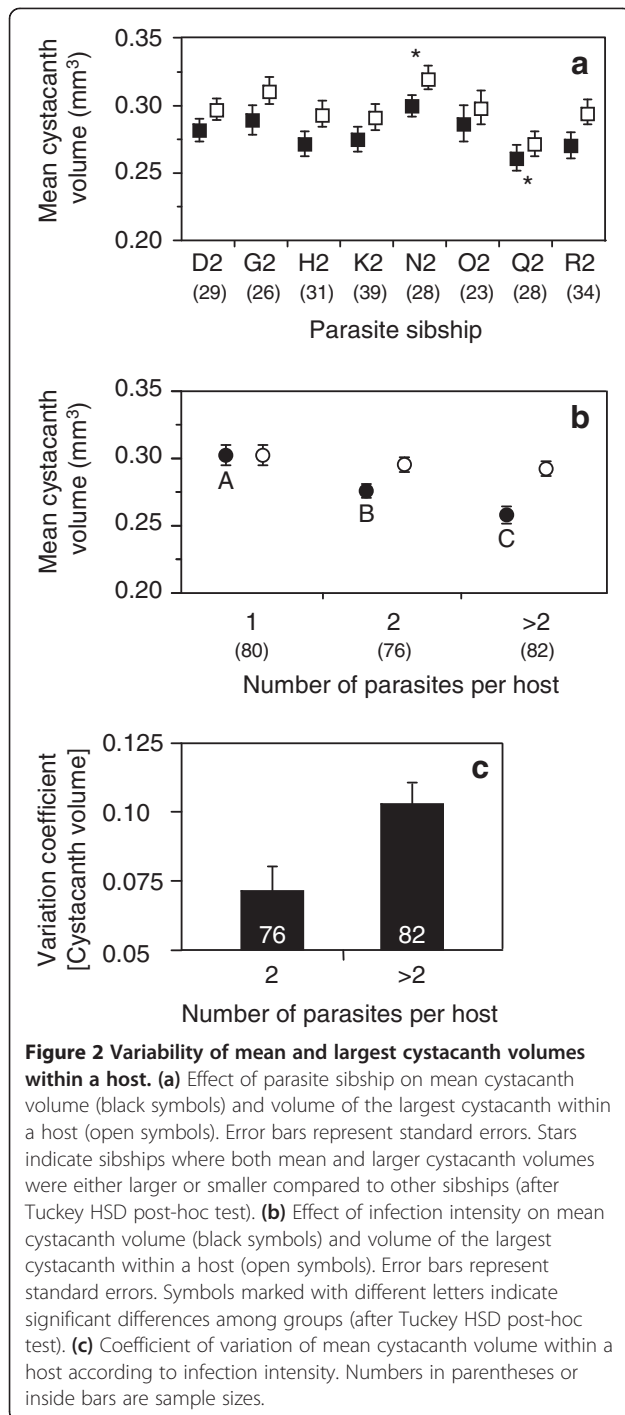 0.35
0.30
0.25
0.20
Mean cystacanth
volume (mm³)
a
*
*
D2 G2 H2 K2 N2 O2 Q2 R2
(29) (26) (31) (39) (28) (23) (28) (34)
Parasite sibship
0.35
0.30
0.25
0.20
Mean cystacanth
volume (mm³)
b
A
B
C
1 2 >2
(80) (76) (82)
Number of parasites per host
0.125
0.10
0.075
0.05
Variation coefficient
[Cystacanth volume]
c
76 82
2 >2
Number of parasites per host
Figure 2 Variability of mean and largest cystacanth volumes
within a host. (a) Effect of parasite sibship on mean cystacanth
volume (black symbols) and volume of the largest cystacanth within
a host (open symbols). Error bars represent standard errors. Stars
indicate sibships where both mean and larger cystacanth volumes
were either larger or smaller compared to other sibships (after
Tuckey HSD post-hoc test). (b) Effect of infection intensity on mean
cystacanth volume (black symbols) and volume of the largest
cystacanth within a host (open symbols). Error bars represent
standard errors. Symbols marked with different letters indicate
significant differences among groups (after Tuckey HSD post-hoc
test). (c) Coefficient of variation of mean cystacanth volume within a
host according to infection intensity. Numbers in parentheses or
inside bars are sample sizes.